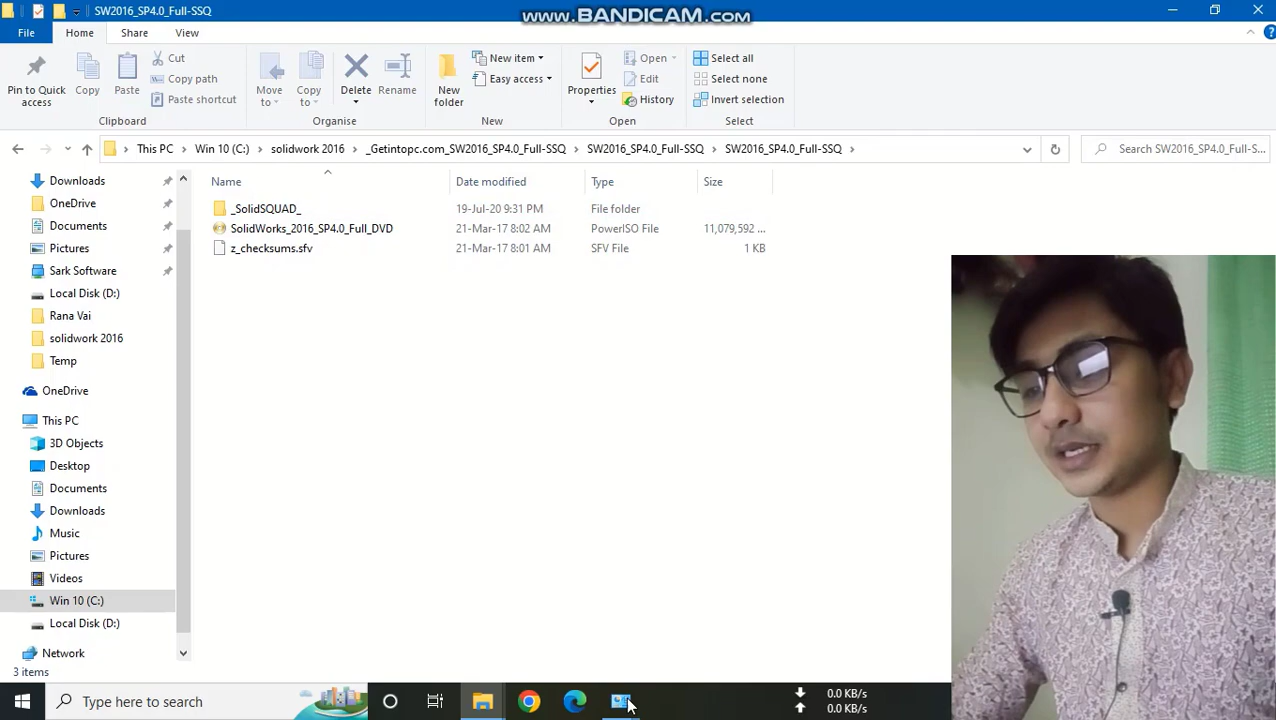 SW2016_SP4.0_Full-SSQ
www.BANDICAM.com
File
Home
Share
View
Pin to Quick access
Copy
Paste
Cut
Copy path
Paste shortcut
Clipboard
Move to
Copy to
Delete
Rename
Organise
New folder
New item
Easy access
New
Properties
Open
Edit
History
Open
Select all
Select none
Invert selection
Select
This PC
Win 10 (C:)
solidwork 2016
_Getintopc.com_SW2016_SP4.0_Full-SSQ
SW2016_SP4.0_Full-SSQ
SW2016_SP4.0_Full-SSQ
Search SW2016_SP4.0_Full-S...
Downloads
OneDrive
Documents
Pictures
Sark Software
Local Disk (D:)
Rana Vai
solidwork 2016
Temp
OneDrive
This PC
3D Objects
Desktop
Documents
Downloads
Music
Pictures
Videos
Win 10 (C:)
Local Disk (D:)
Network
Name Date modified Type Size
_SolidSQUAD_ 19-Jul-20 9:31 PM File folder
SolidWorks_2016_SP4.0_Full_DVD 21-Mar-17 8:02 AM PowerISO File 11,079,592 ...
z_checksums.sfv 21-Mar-17 8:01 AM SFV File 1 KB
3 items
Type here to search
0.0 KB/s
0.0 KB/s